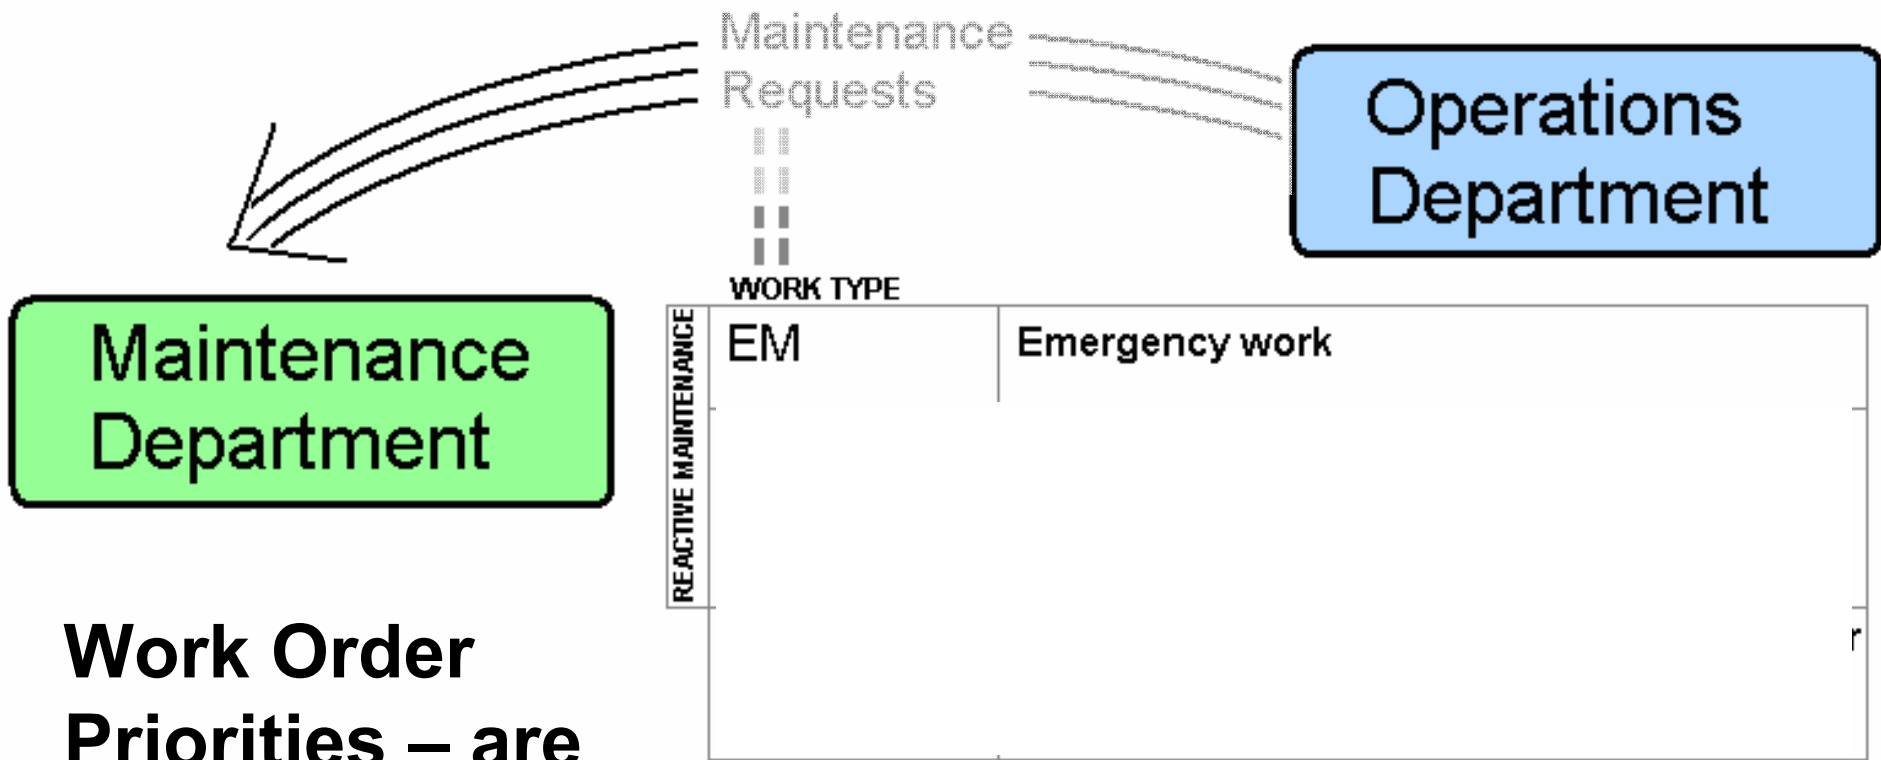 Maintenance
Requests
Operations
Department
WORK TYPE
Maintenance
Department
REACTIVE MAINTENANCE
EM
Emergency work
r
Work Order
Priorities – are